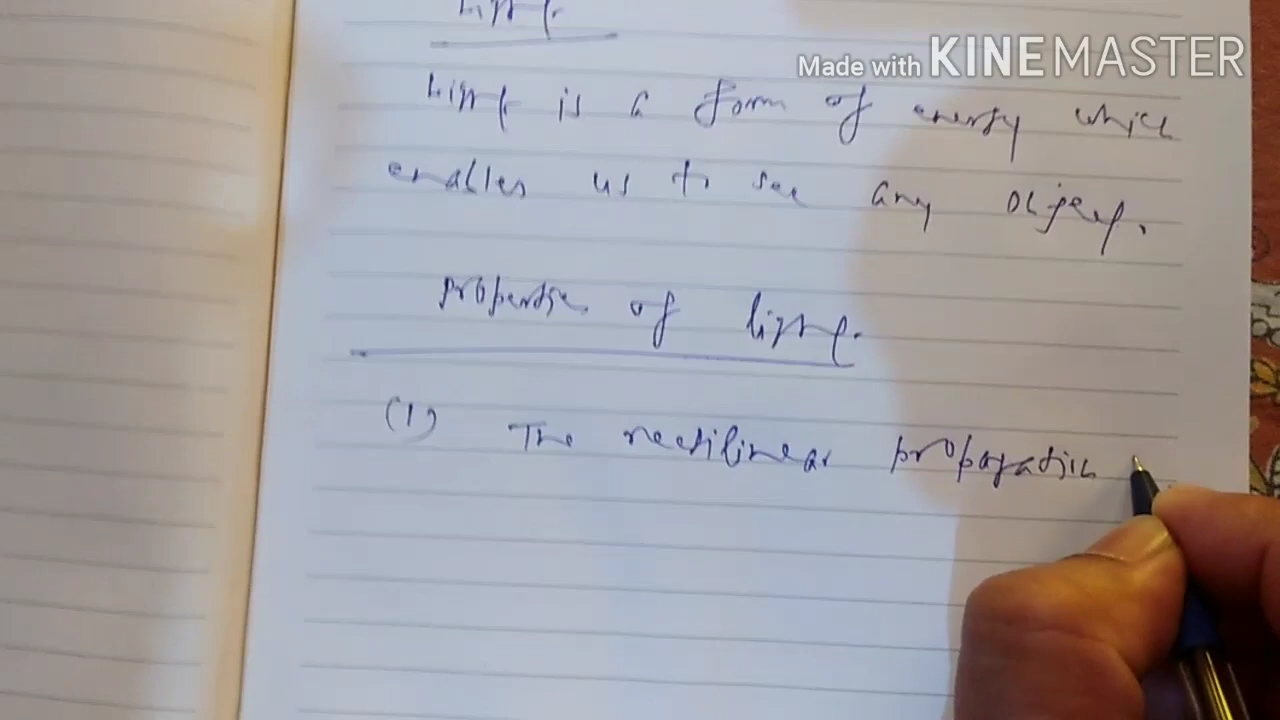 Light
Made with KINEMASTER
Light is a form of energy which
enables us to see any object.
Properties of light.
(1) The rectilinear propagation